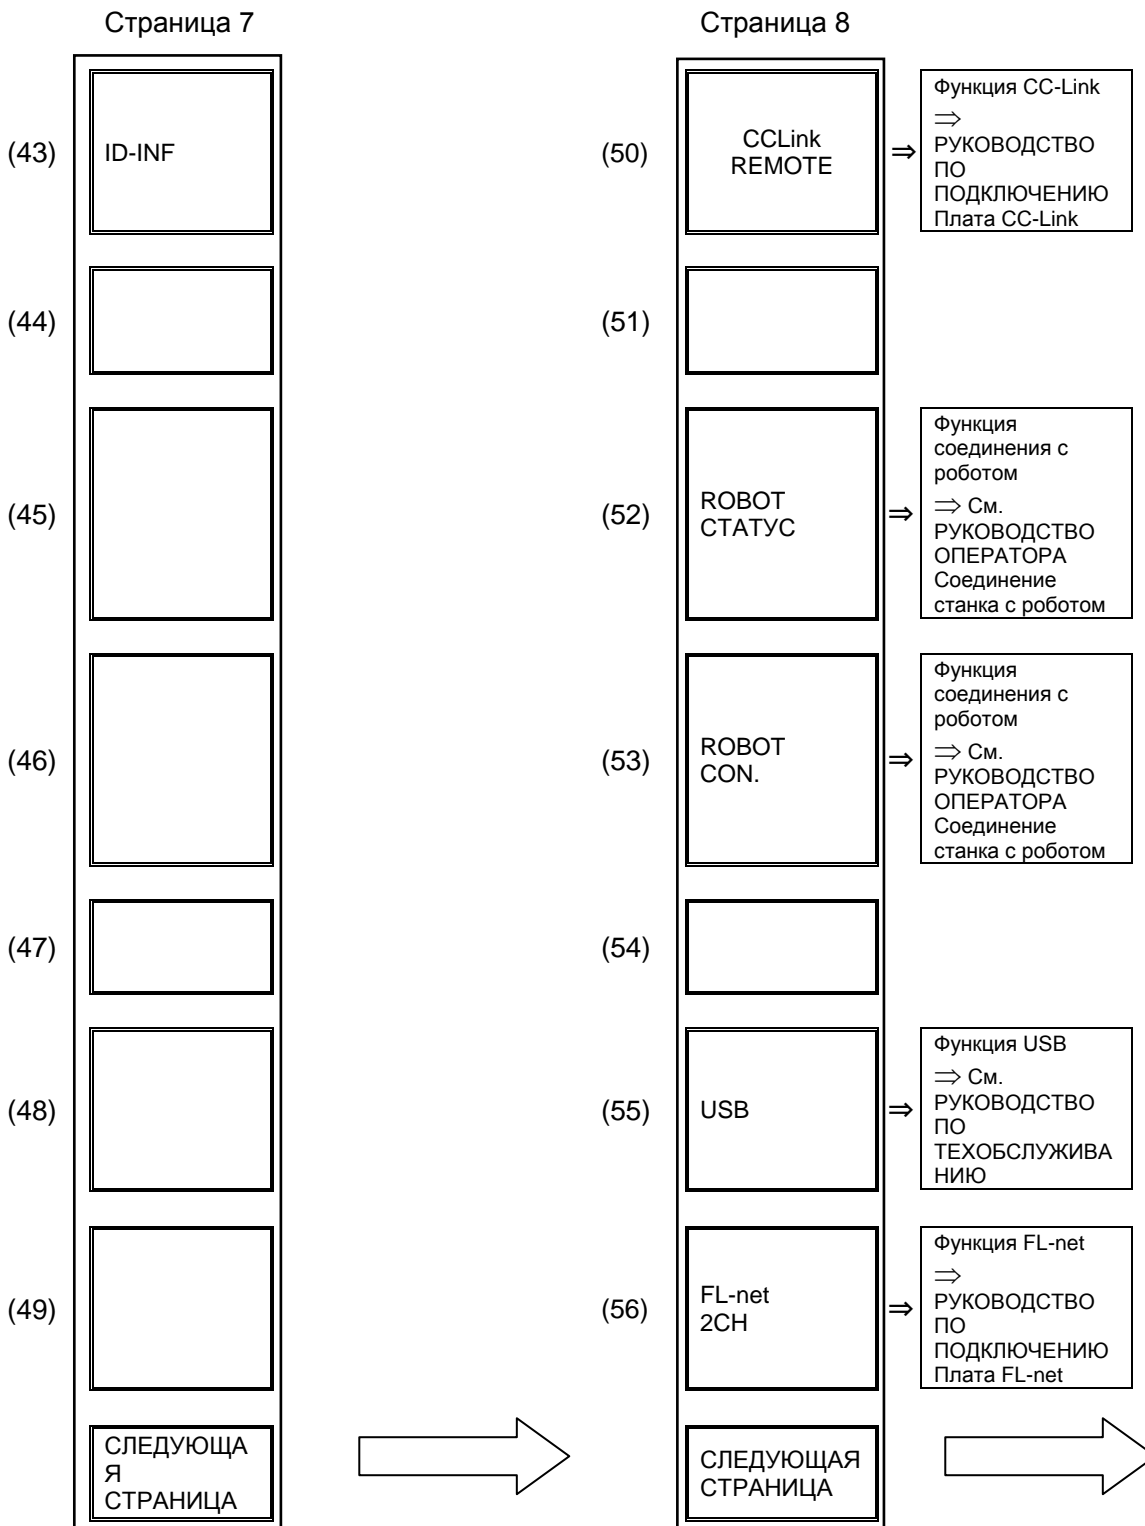 Страница 7
(43)
ID-INF
(44)
(45)
(46)
(47)
(48)
(49)
СЛЕДУЮЩА
Я
СТРАНИЦА
Страница 8
(50)
CCLink
REMOTE
⇒
Функция CC-Link
⇒
РУКОВОДСТВО
ПО
ПОДКЛЮЧЕНИЮ
Плата CC-Link
(51)
(52)
ROBOT
СТАТУС
⇒
Функция
соединения с
роботом
⇒ См.
РУКОВОДСТВО
ОПЕРАТОРА
Соединение
станка с роботом
(53)
ROBOT
CON.
⇒
Функция
соединения с
роботом
⇒ См.
РУКОВОДСТВО
ОПЕРАТОРА
Соединение
станка с роботом
(54)
(55)
USB
⇒
Функция USB
⇒ См.
РУКОВОДСТВО
ПО
ТЕХОБСЛУЖИВА
НИЮ
(56)
FL-net
2CH
⇒
Функция FL-net
⇒
РУКОВОДСТВО
ПО
ПОДКЛЮЧЕНИЮ
Плата FL-net
СЛЕДУЮЩАЯ
СТРАНИЦА